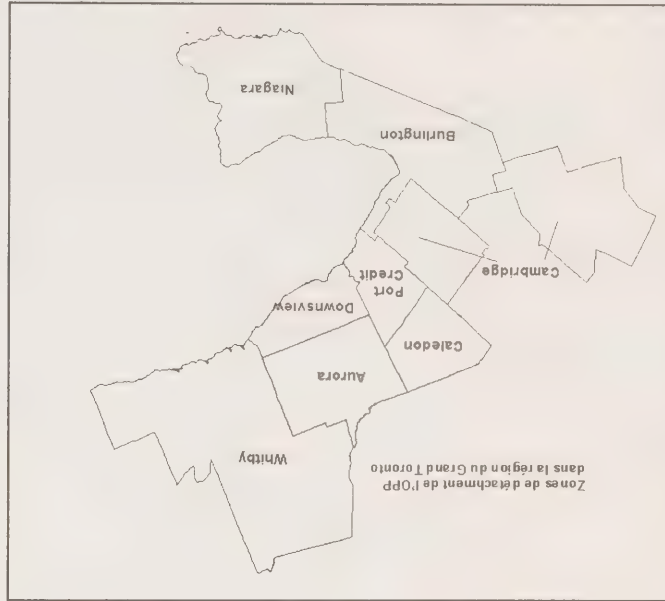 Zones de détachment de l'OPP
dans la région du Grand Toronto
Whitby
Aurora
Caledon
Downsview
Port
Credit
Cambridge
Burlington
Niagara